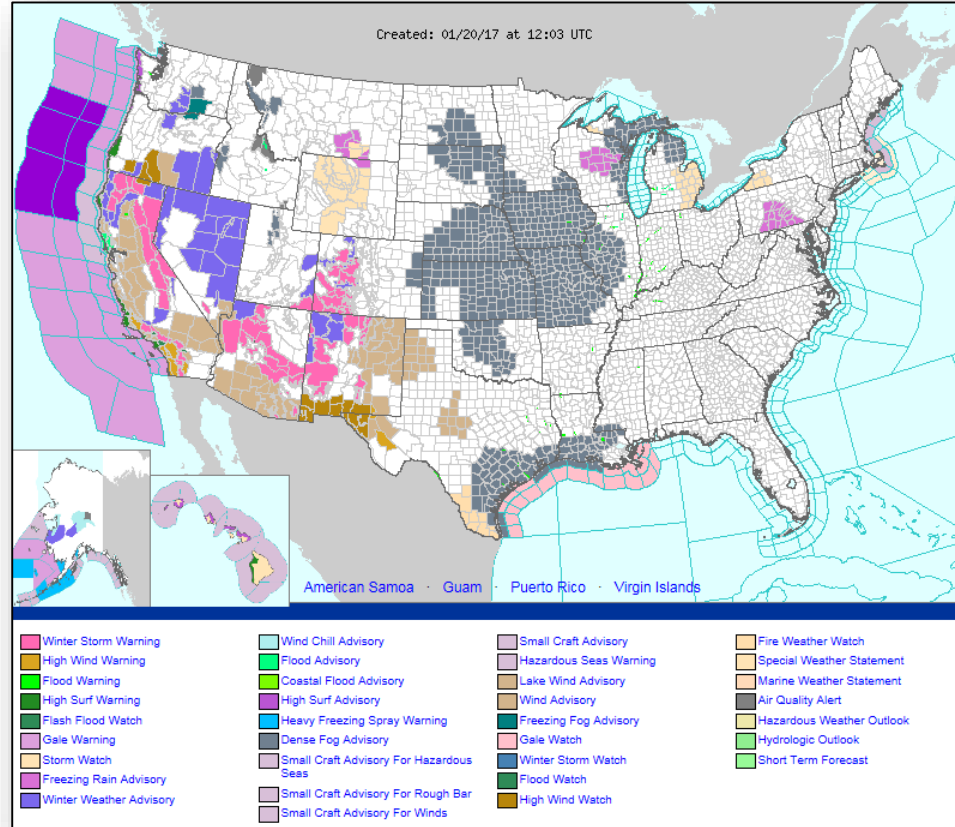 Created: 01/20/17 at 12:03 UTC
American Samoa · Guam · Puerto Rico · Virgin Islands
Winter Storm Warning
High Wind Warning
Flood Warning
High Surf Warning
Flash Flood Watch
Gale Warning
Storm Watch
Freezing Rain Advisory
Winter Weather Advisory
Wind Chill Advisory
Flood Advisory
Coastal Flood Advisory
High Surf Advisory
Heavy Freezing Spray Warning
Dense Fog Advisory
Small Craft Advisory For Hazardous
Seas
Small Craft Advisory For Rough Bar
Small Craft Advisory For Winds
Small Craft Advisory
Hazardous Seas Warning
Lake Wind Advisory
Wind Advisory
Freezing Fog Advisory
Gale Watch
Winter Storm Watch
Flood Watch
High Wind Watch
Fire Weather Watch
Special Weather Statement
Marine Weather Statement
Air Quality Alert
Hazardous Weather Outlook
Hydrologic Outlook
Short Term Forecast